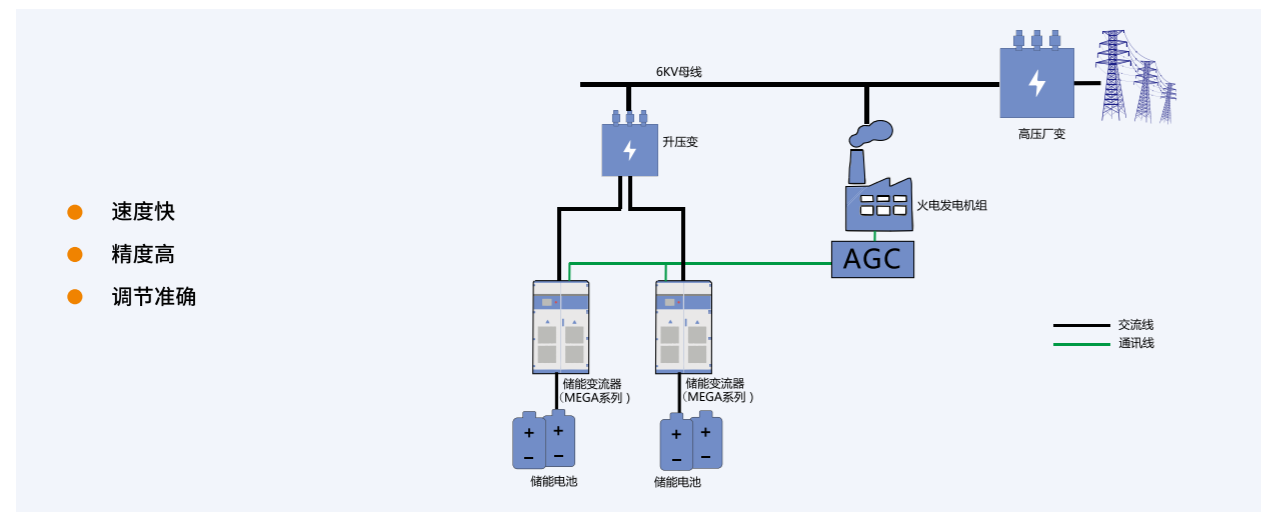 速度快
精度高
调节准确
6KV母线
升压变
高压厂变
火电发电机组
AGC
交流线
通讯线
储能变流器
（MEGA系列）
储能变流器
（MEGA系列）
+
+
−
−
+
+
−
−
储能电池
储能电池